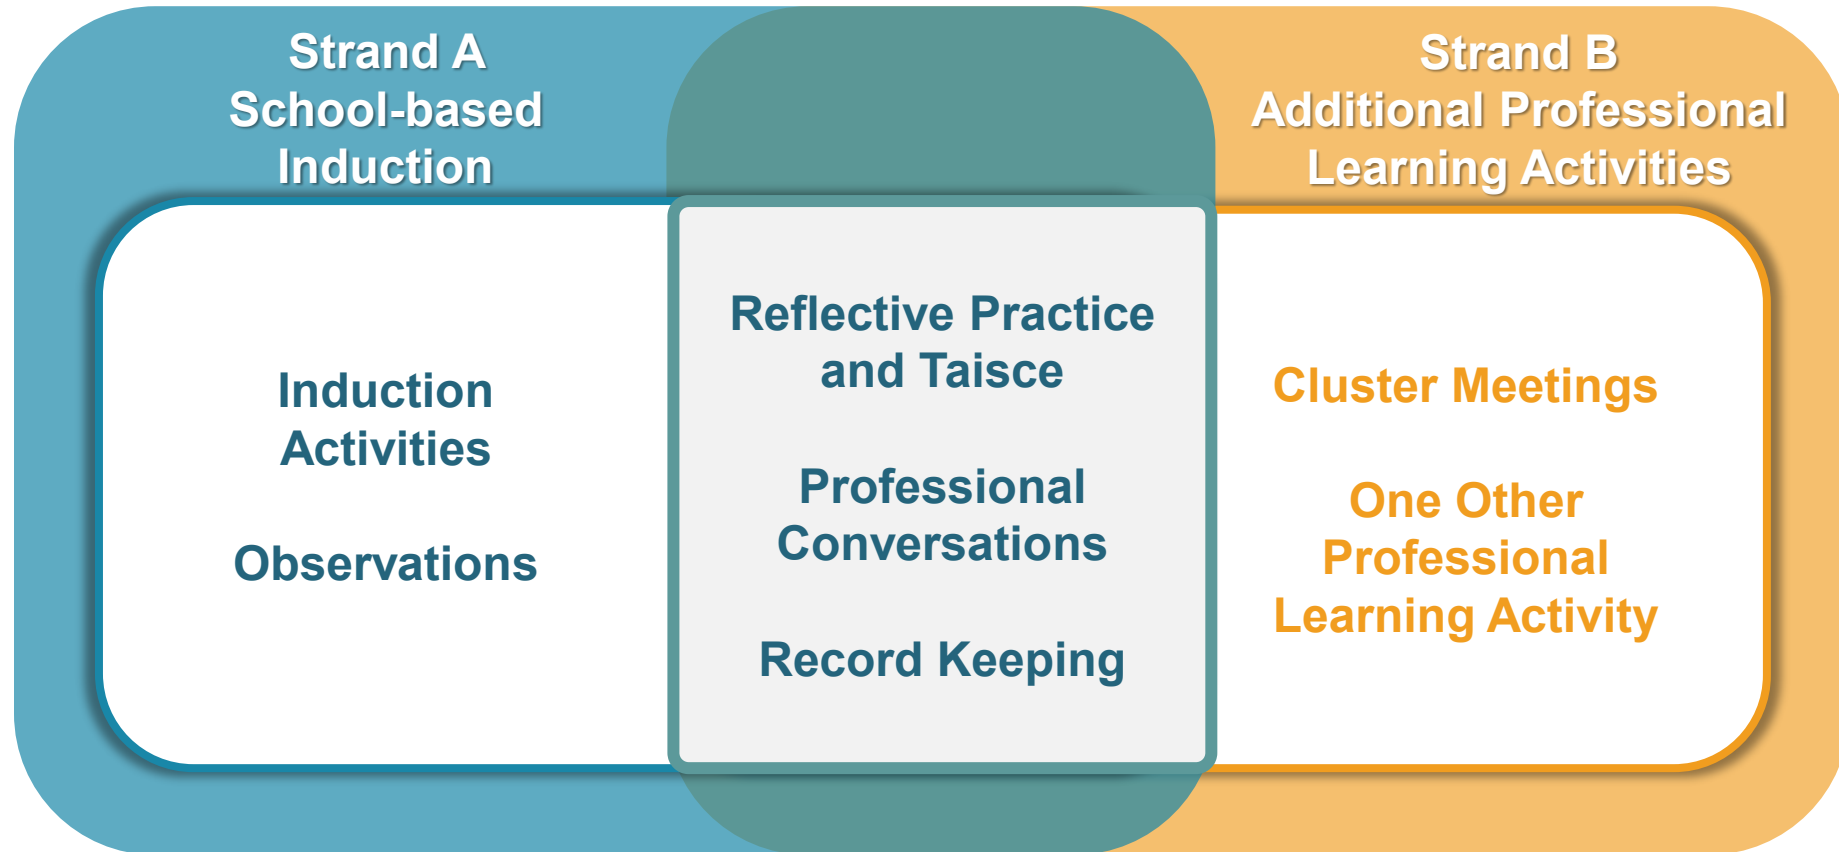 Strand A
School-based
Induction
Induction
Activities
Observations
Reflective Practice
and Taisce
Professional
Conversations
Record Keeping
Strand B
Additional Professional
Learning Activities
Cluster Meetings
One Other
Professional
Learning Activity